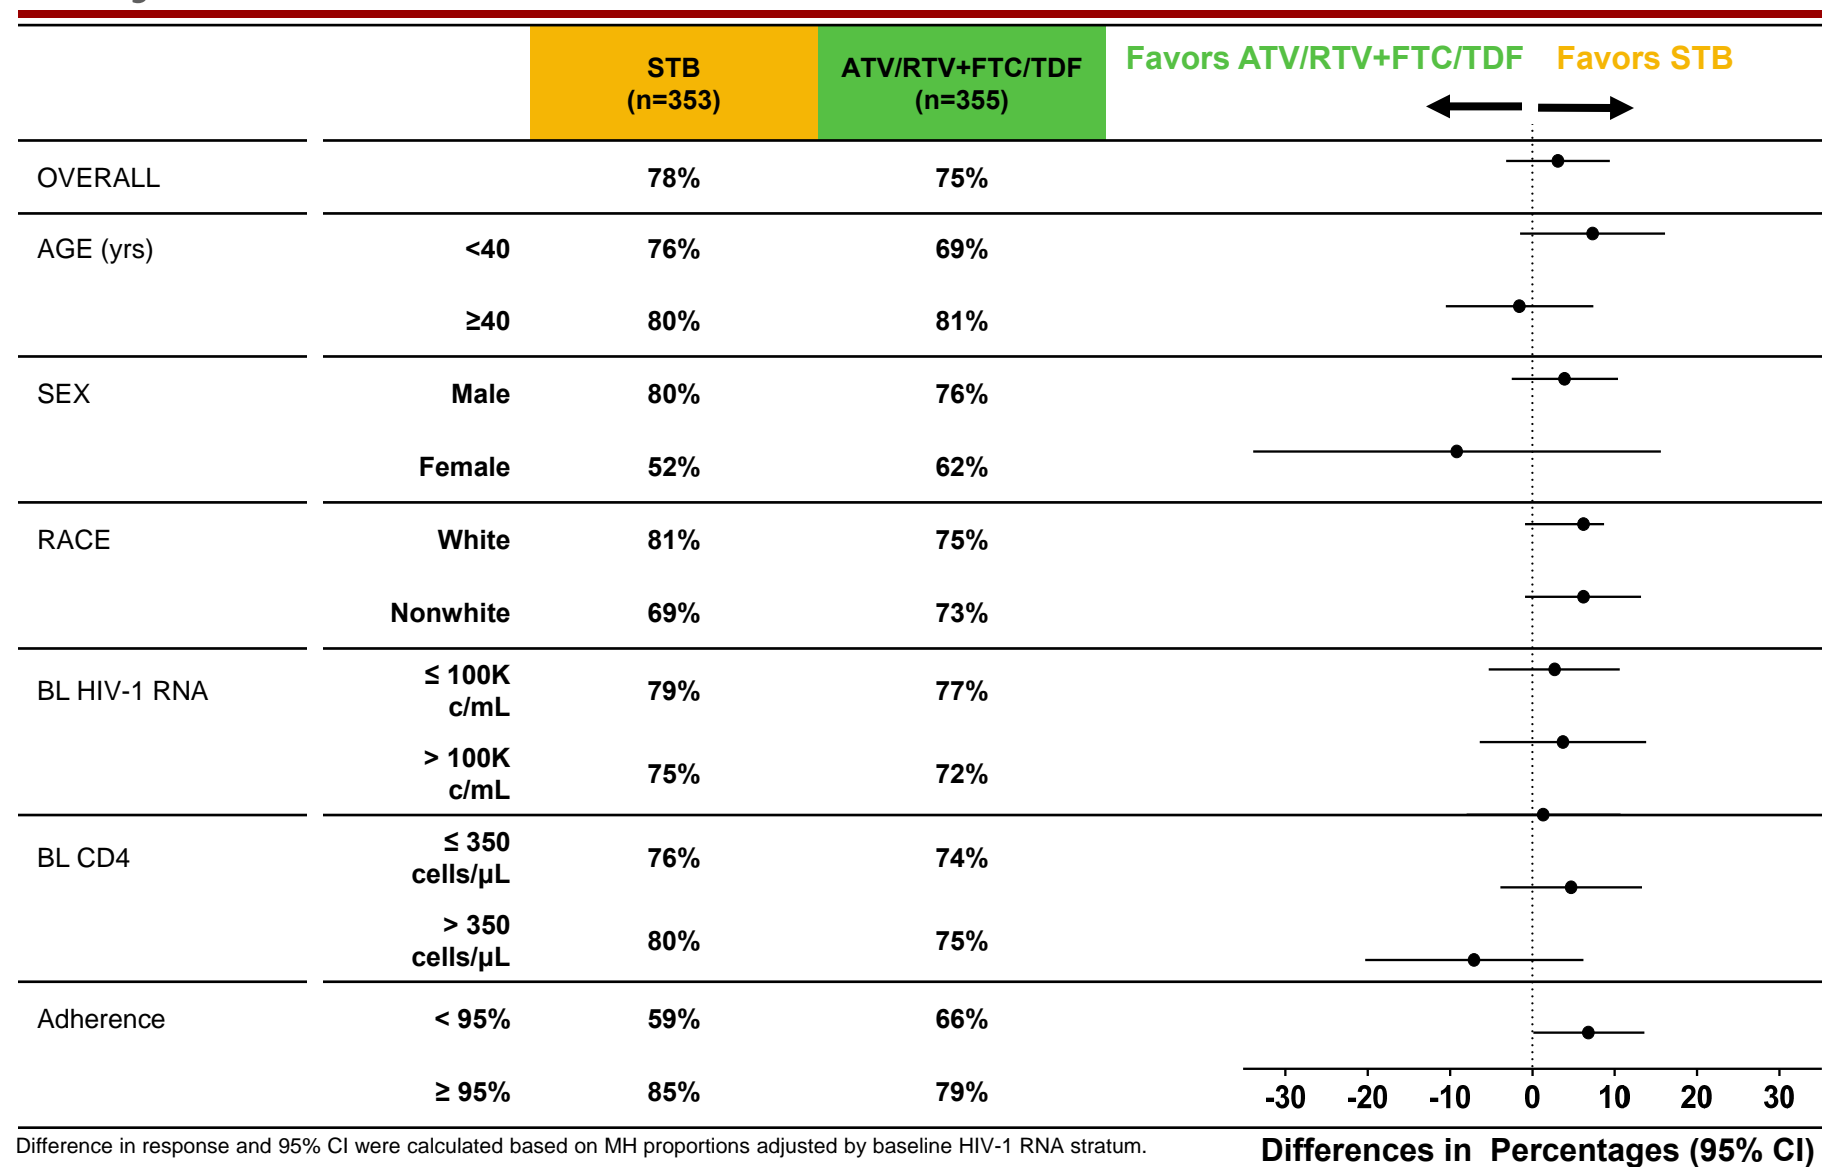 STB
(n=353)
ATV/RTV+FTC/TDF
(n=355)
Favors ATV/RTV+FTC/TDF Favors STB
OVERALL 78% 75%
AGE (yrs) <40 76% 69%
≥40 80% 81%
SEX Male 80% 76%
Female 52% 62%
RACE White 81% 75%
Nonwhite 69% 73%
BL HIV-1 RNA ≤ 100K
c/mL 79% 77%
> 100K
c/mL 75% 72%
BL CD4 ≤ 350
cells/µL 76% 74%
> 350
cells/µL 80% 75%
Adherence < 95% 59% 66%
≥ 95% 85% 79%
-30 -20 -10 0 10 20 30
Difference in response and 95% CI were calculated based on MH proportions adjusted by baseline HIV-1 RNA stratum.
Differences in Percentages (95% CI)